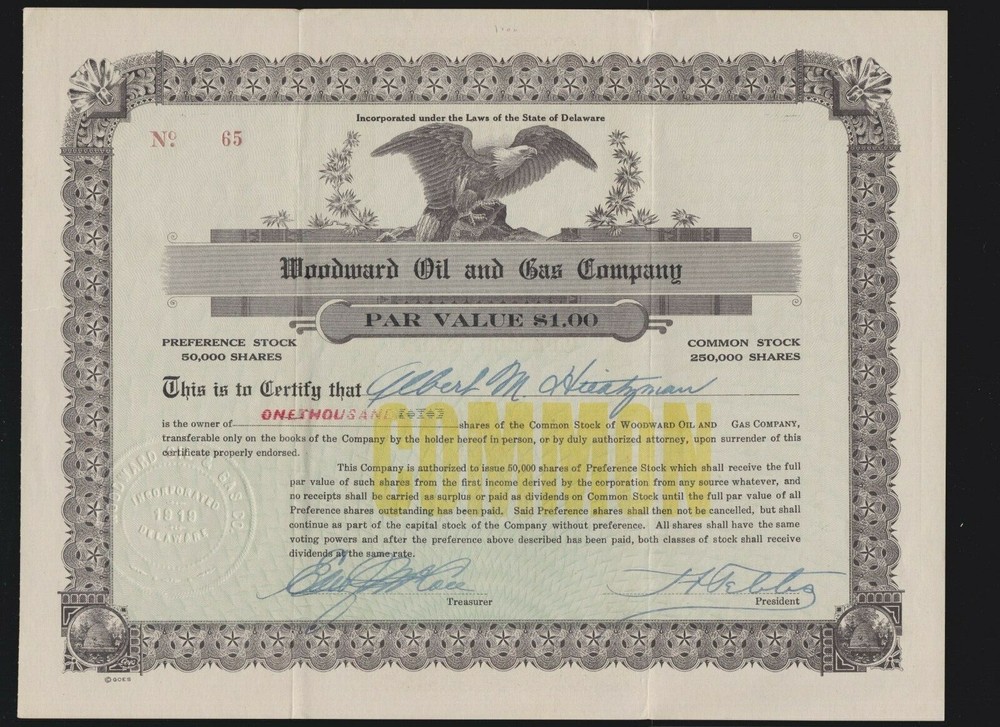 Incorporated under the Laws of the State of Delaware
Nº 65
Woodward Oil and Gas Company
PAR VALUE $1.00
PREFERENCE STOCK
50,000 SHARES
COMMON STOCK
250,000 SHARES
This is to Certify that Albert M. Hieatzman
is the owner of ONE THOUSAND shares of the Common Stock of WOODWARD OIL AND GAS COMPANY,
transferable only on the books of the Company by the holder hereof in person, or by duly authorized attorney, upon surrender of this
certificate properly endorsed.
COMMON
This Company is authorized to issue 50,000 shares of Preference Stock which shall receive the full
par value of such shares from the first income derived by the corporation from any source whatever, and
no receipts shall be carried as surplus or paid as dividends on Common Stock until the full par value of all
Preference shares outstanding has been paid. Said Preference shares shall then not be cancelled, but shall
continue as part of the capital stock of the Company without preference. All shares shall have the same
voting powers and after the preference above described has been paid, both classes of stock shall receive
dividends at the same rate.
WOODWARD OIL & GAS CO.
INCORPORATED
1919
DELAWARE
Treasurer
President
© GOES